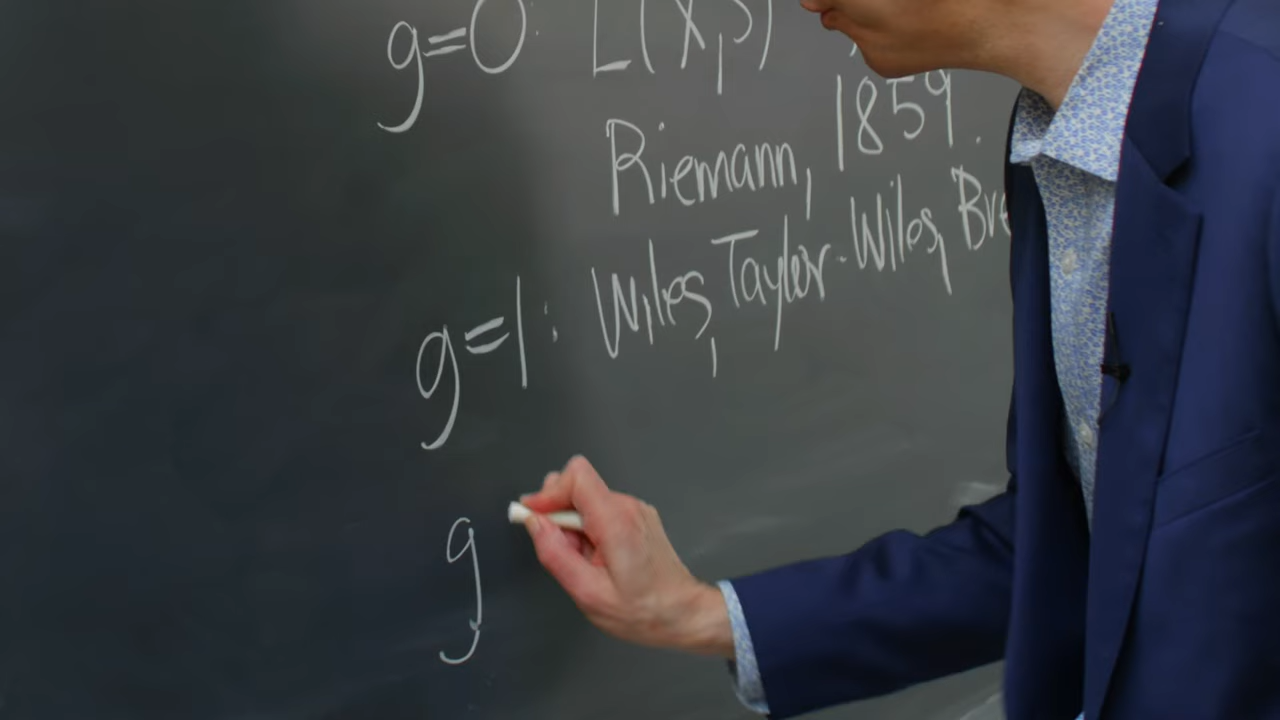 g=0: L(X,s)
Riemann, 1859.
g=1: Wiles, Taylor-Wiles, Bre
g